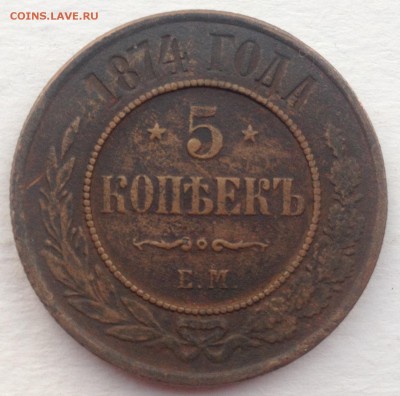 COINS.LAVE.RU
1874 ГОДА
5
КОПѢЕКЪ
Е.М.